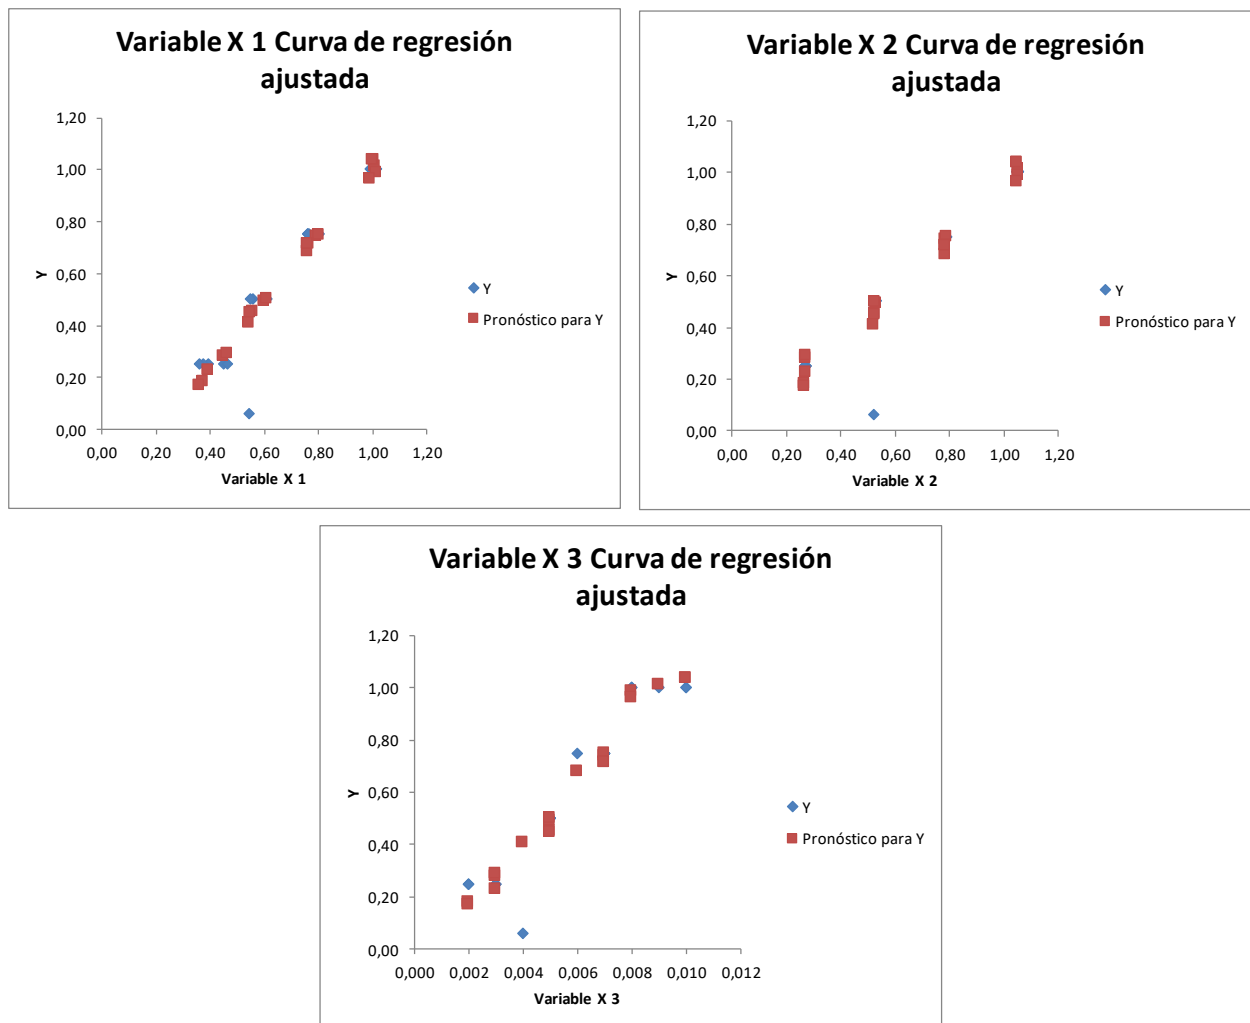 Variable X 1 Curva de regresión
ajustada
1,20
1,00
0,80
0,60
0,40
0,20
0,00
Y
0,00 0,20 0,40 0,60 0,80 1,00 1,20
Variable X 1
Y
Pronóstico para Y
Variable X 2 Curva de regresión
ajustada
1,20
1,00
0,80
0,60
0,40
0,20
0,00
Y
0,00 0,20 0,40 0,60 0,80 1,00 1,20
Variable X 2
Y
Pronóstico para Y
Variable X 3 Curva de regresión
ajustada
1,20
1,00
0,80
0,60
0,40
0,20
0,00
Y
0,000 0,002 0,004 0,006 0,008 0,010 0,012
Variable X 3
Y
Pronóstico para Y